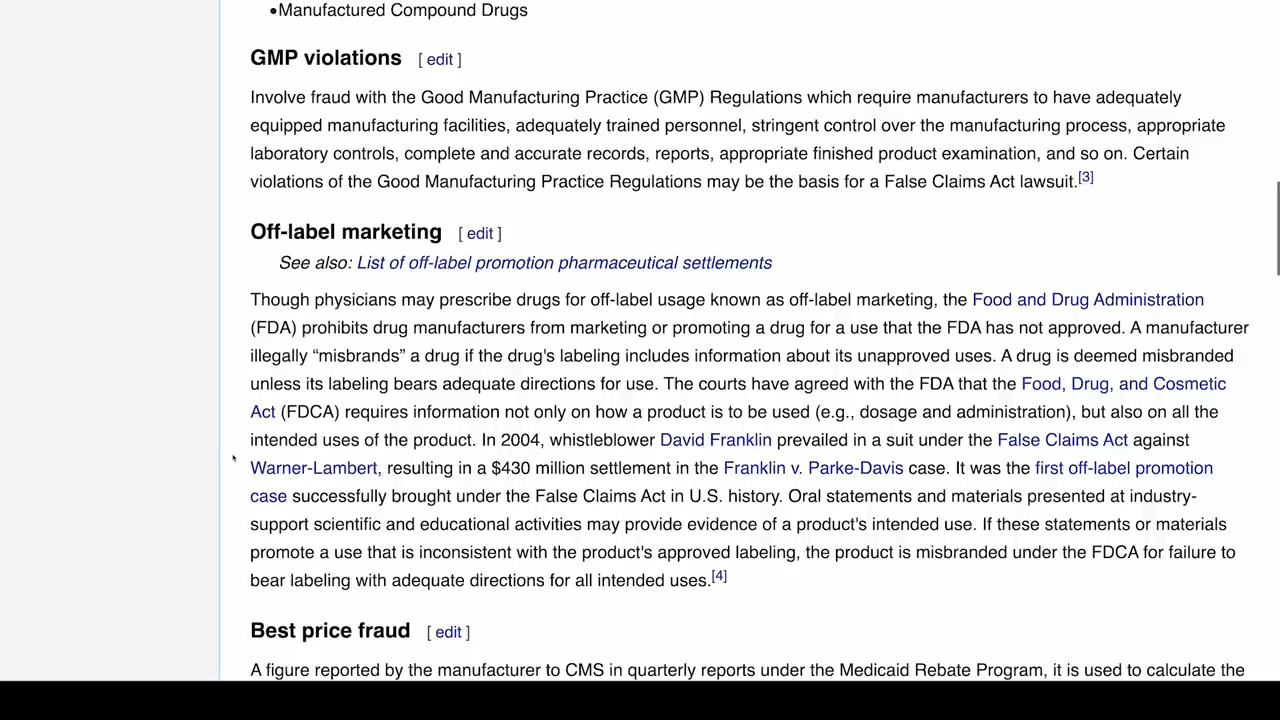 •Manufactured Compound Drugs
GMP violations [ edit ]
Involve fraud with the Good Manufacturing Practice (GMP) Regulations which require manufacturers to have adequately
equipped manufacturing facilities, adequately trained personnel, stringent control over the manufacturing process, appropriate
laboratory controls, complete and accurate records, reports, appropriate finished product examination, and so on. Certain
violations of the Good Manufacturing Practice Regulations may be the basis for a False Claims Act lawsuit.[3]
Off-label marketing [ edit ]
See also: List of off-label promotion pharmaceutical settlements
Though physicians may prescribe drugs for off-label usage known as off-label marketing, the Food and Drug Administration
(FDA) prohibits drug manufacturers from marketing or promoting a drug for a use that the FDA has not approved. A manufacturer
illegally “misbrands” a drug if the drug's labeling includes information about its unapproved uses. A drug is deemed misbranded
unless its labeling bears adequate directions for use. The courts have agreed with the FDA that the Food, Drug, and Cosmetic
Act (FDCA) requires information not only on how a product is to be used (e.g., dosage and administration), but also on all the
intended uses of the product. In 2004, whistleblower David Franklin prevailed in a suit under the False Claims Act against
Warner-Lambert, resulting in a $430 million settlement in the Franklin v. Parke-Davis case. It was the first off-label promotion
case successfully brought under the False Claims Act in U.S. history. Oral statements and materials presented at industry-
support scientific and educational activities may provide evidence of a product's intended use. If these statements or materials
promote a use that is inconsistent with the product's approved labeling, the product is misbranded under the FDCA for failure to
bear labeling with adequate directions for all intended uses.[4]
Best price fraud [ edit ]
A figure reported by the manufacturer to CMS in quarterly reports under the Medicaid Rebate Program, it is used to calculate the